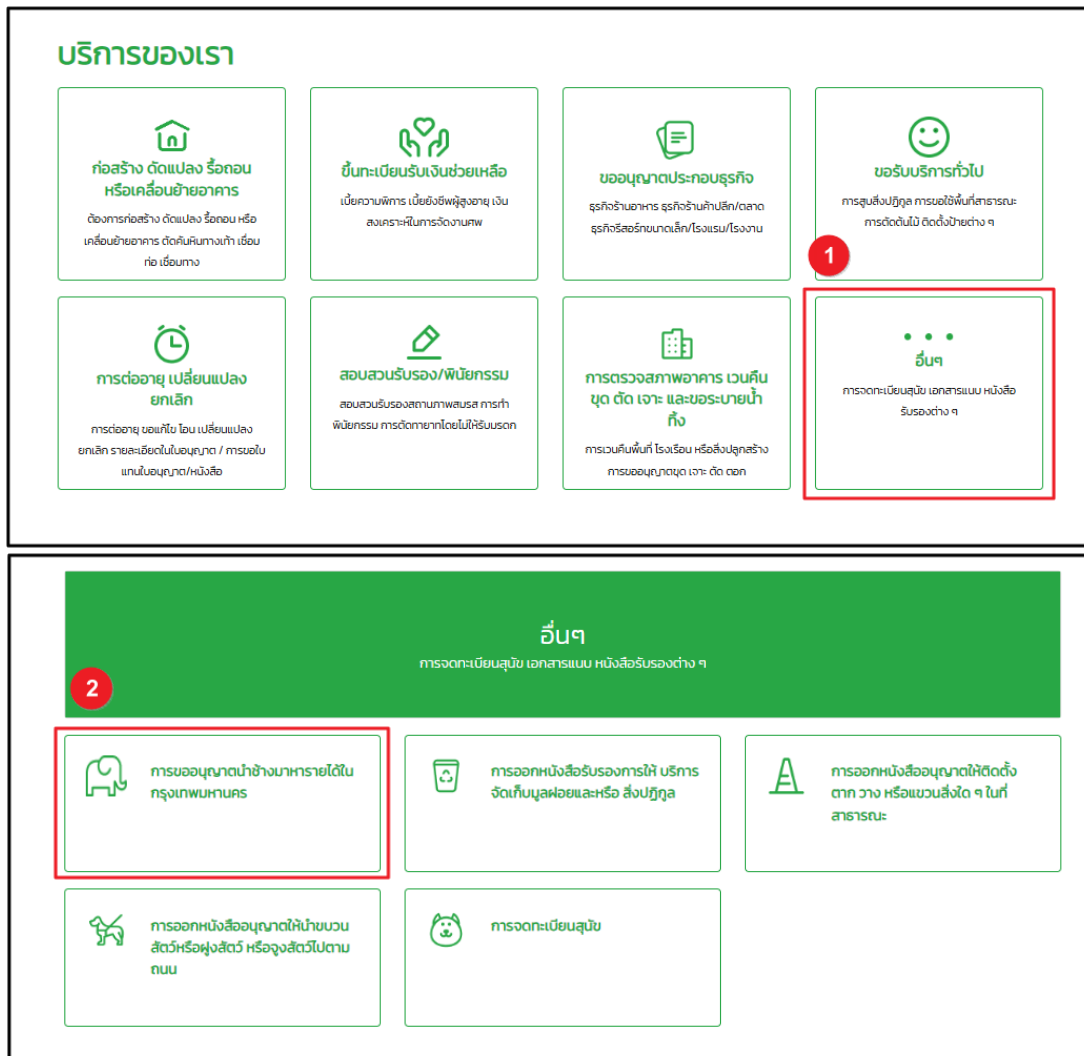 บริการของเรา
ก่อสร้าง ดัดแปลง รื้อถอน
หรือเคลื่อนย้ายอาคาร
ต้องการก่อสร้าง ดัดแปลง รื้อถอน หรือ
เคลื่อนย้ายอาคาร ตัดคันหินทางเท้า เชื่อม
ท่อ เชื่อมทาง
ขึ้นทะเบียนรับเงินช่วยเหลือ
เบี้ยความพิการ เบี้ยยังชีพผู้สูงอายุ เงิน
สงเคราะห์ในการจัดงานศพ
ขออนุญาตประกอบธุรกิจ
ธุรกิจร้านอาหาร ธุรกิจร้านค้าปลีก/ตลาด
ธุรกิจรีสอร์ทขนาดเล็ก/โรงแรม/โรงงาน
ขอรับบริการทั่วไป
การสูบสิ่งปฏิกูล การขอใช้พื้นที่สาธารณะ
การตัดต้นไม้ ติดตั้งป้ายต่าง ๆ
1
การต่ออายุ เปลี่ยนแปลง
ยกเลิก
การต่ออายุ ขอแก้ไข โอน เปลี่ยนแปลง
ยกเลิก รายละเอียดในใบอนุญาต / การขอใบ
แทนใบอนุญาต/หนังสือ
สอบสวนรับรอง/พินัยกรรม
สอบสวนรับรองสถานภาพสมรส การทำ
พินัยกรรม การตัดทายาทโดยไม่ให้รับมรดก
การตรวจสภาพอาคาร เวนคืน
ขุด ตัด เจาะ และขอระบายน้ำ
ทิ้ง
การเวนคืนพื้นที่ โรงเรือน หรือสิ่งปลูกสร้าง
การขออนุญาตขุด เจาะ ตัด ตอก
อื่นๆ
การจดทะเบียนสุนัข เอกสารแนบ หนังสือ
รับรองต่าง ๆ
อื่นๆ
การจดทะเบียนสุนัข เอกสารแนบ หนังสือรับรองต่าง ๆ
2
การขออนุญาตนำช้างมาหารายได้ใน
กรุงเทพมหานคร
การออกหนังสือรับรองการให้ บริการ
จัดเก็บมูลฝอยและหรือ สิ่งปฏิกูล
การออกหนังสืออนุญาตให้ติดตั้ง
ตาก วาง หรือแขวนสิ่งใด ๆ ในที่
สาธารณะ
การออกหนังสืออนุญาตให้นำขบวน
สัตว์หรือฝูงสัตว์ หรือจูงสัตว์ไปตาม
ถนน
การจดทะเบียนสุนัข